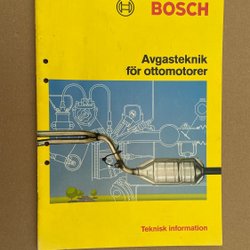 BOSCH
Avgasteknik
för ottomotorer
Teknisk information